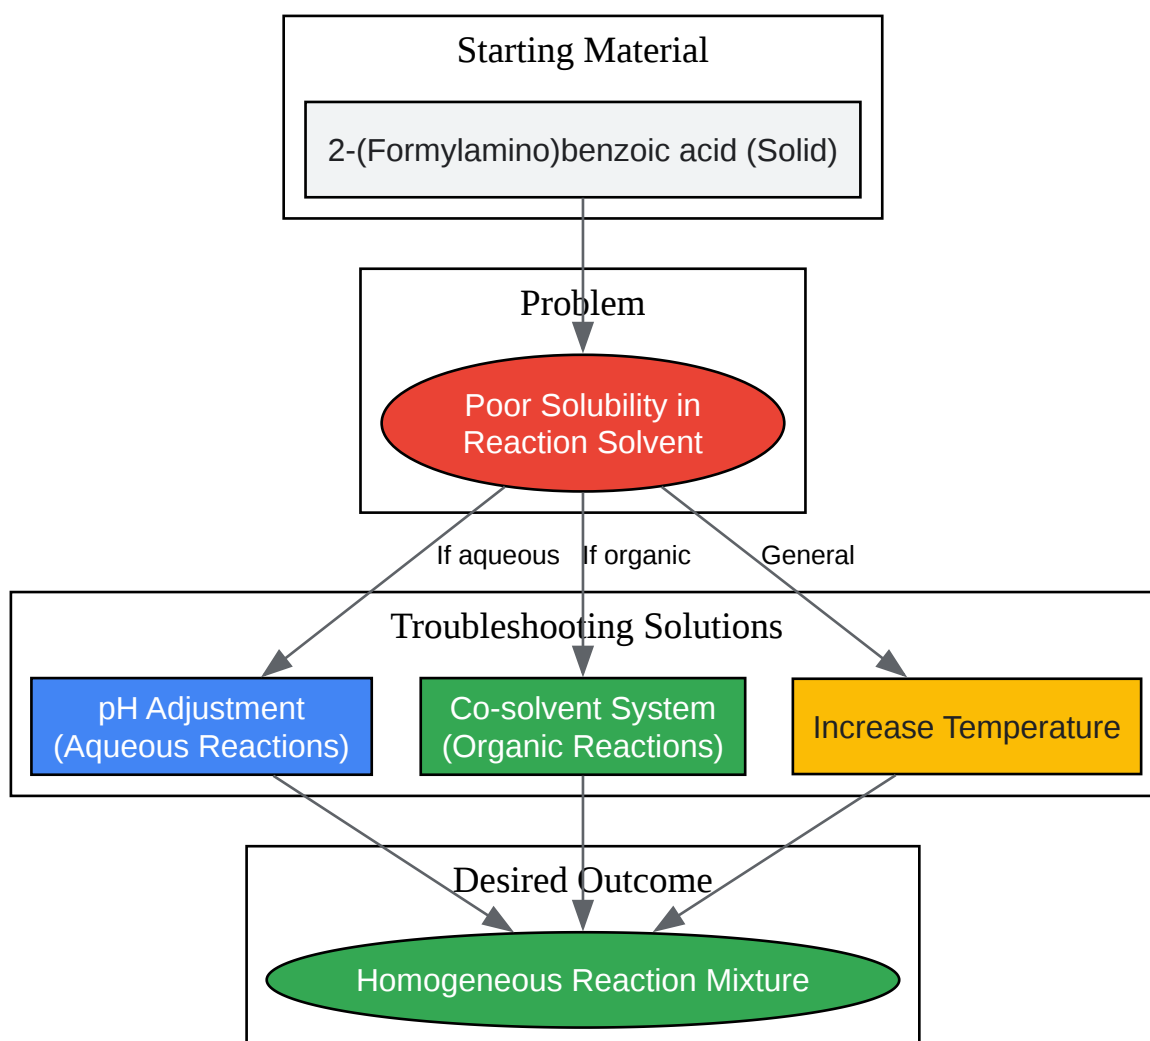 Starting Material
2-(Formylamino)benzoic acid (Solid)
Problem
Poor Solubility in
Reaction Solvent
If aqueous
If organic
General
Troubleshooting Solutions
pH Adjustment
(Aqueous Reactions)
Co-solvent System
(Organic Reactions)
Increase Temperature
Desired Outcome
Homogeneous Reaction Mixture